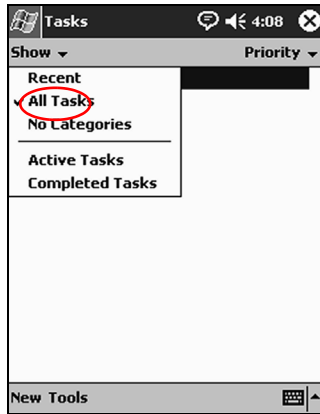 Tasks 4:08
Show Priority
Recent
All Tasks
No Categories
Active Tasks
Completed Tasks
New Tools